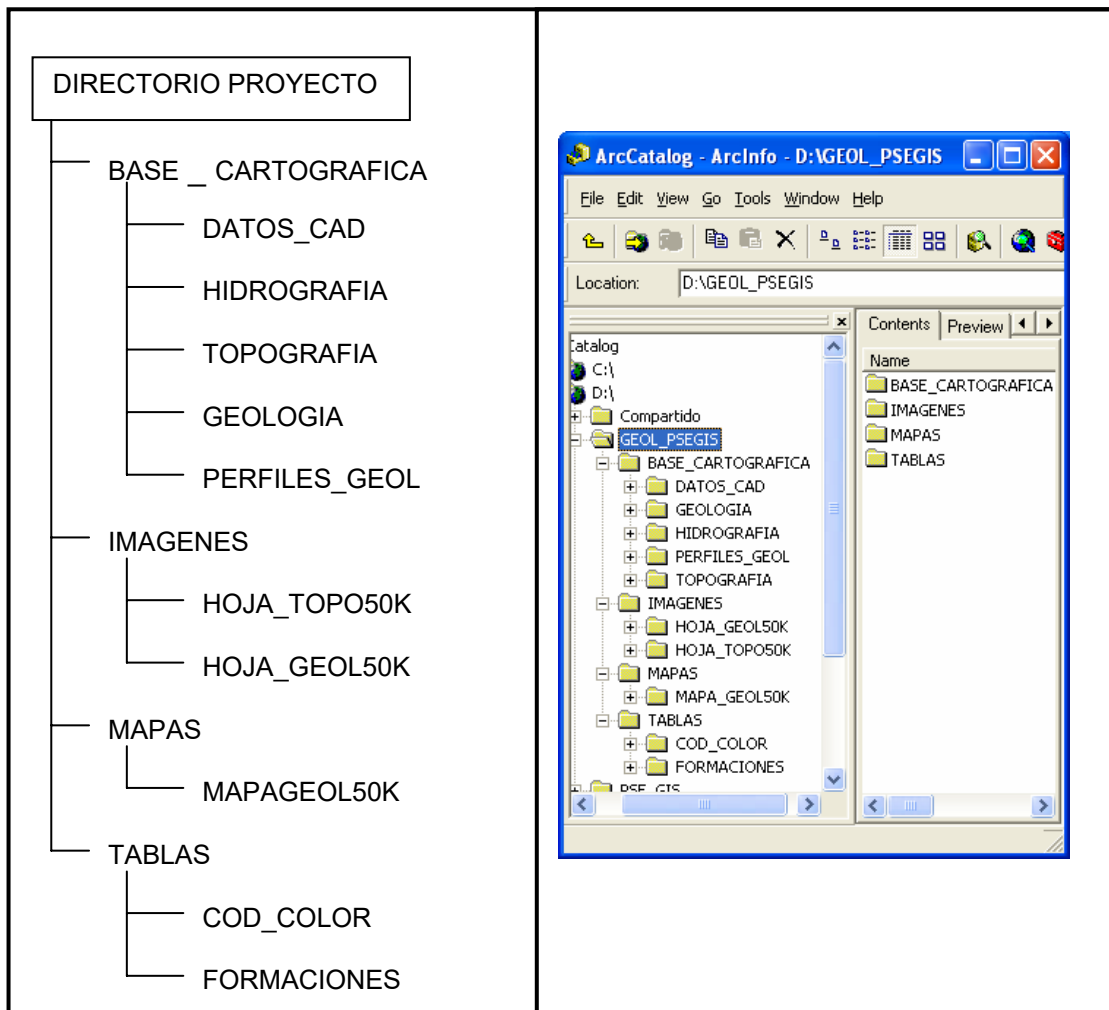 DIRECTORIO PROYECTO
BASE _ CARTOGRAFICA
DATOS_CAD
HIDROGRAFIA
TOPOGRAFIA
GEOLOGIA
PERFILES_GEOL
IMAGENES
HOJA_TOPO50K
HOJA_GEOL50K
MAPAS
MAPAGEOL50K
TABLAS
COD_COLOR
FORMACIONES
ArcCatalog - ArcInfo - D:\GEOL_PSEGIS
File Edit View Go Tools Window Help
Location: D:\GEOL_PSEGIS
Catalog
C:\
D:\
Compartido
GEOL_PSEGIS
BASE_CARTOGRAFICA
DATOS_CAD
GEOLOGIA
HIDROGRAFIA
PERFILES_GEOL
TOPOGRAFIA
IMAGENES
HOJA_GEOL50K
HOJA_TOPO50K
MAPAS
MAPA_GEOL50K
TABLAS
COD_COLOR
FORMACIONES
PSE_GIS
Contents Preview
Name
BASE_CARTOGRAFICA
IMAGENES
MAPAS
TABLAS